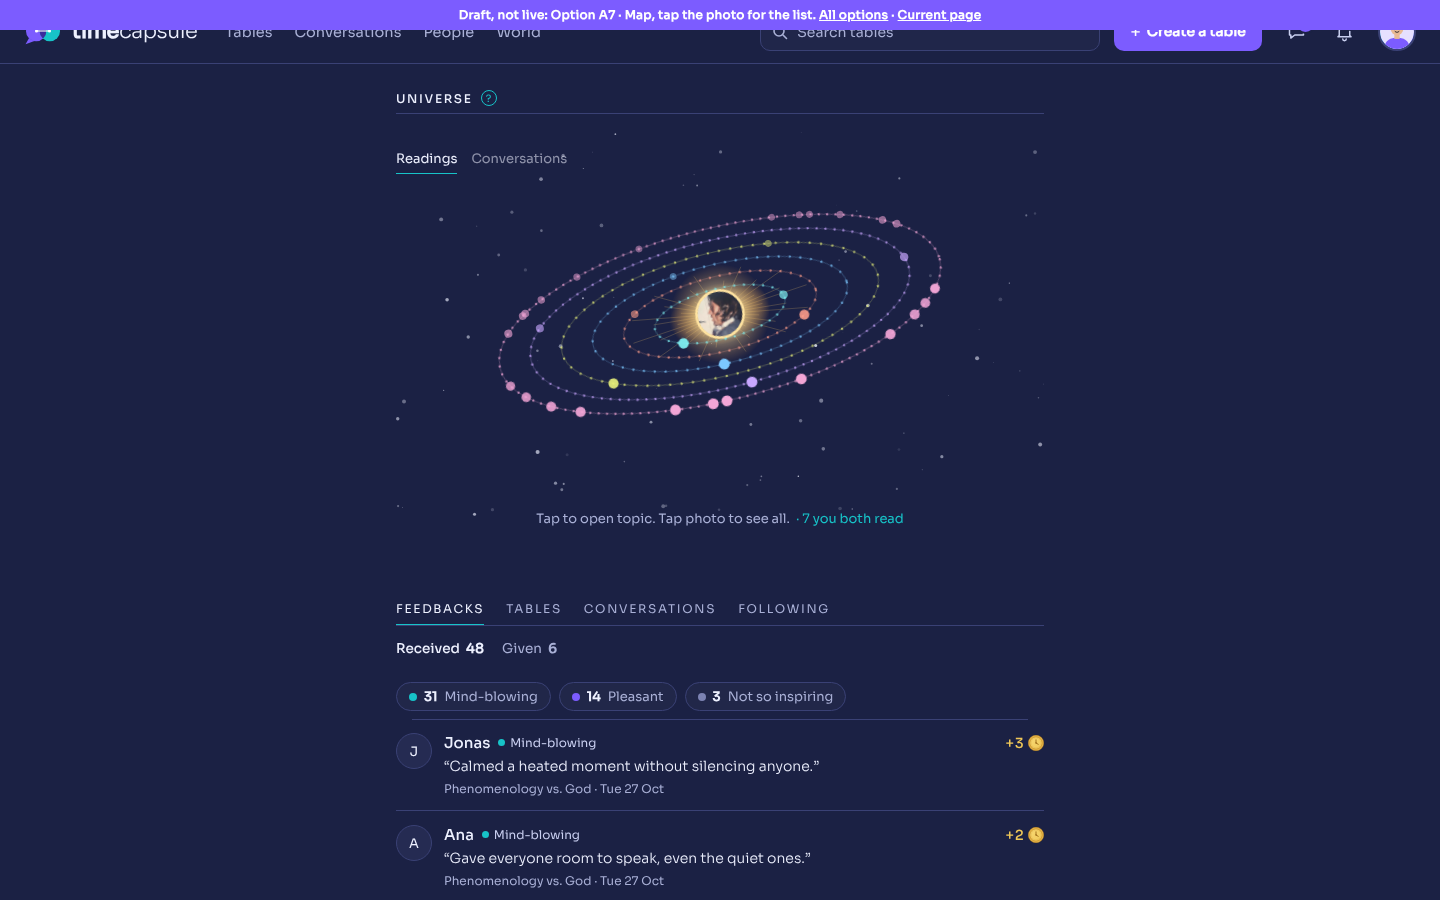 Draft, not live: Option A7 · Map, tap the photo for the list. All options · Current page
timecapsule Tables Conversations People World Search tables + Create a table
UNIVERSE ?
Readings Conversations
Tap to open topic. Tap photo to see all. · 7 you both read
FEEDBACKS TABLES CONVERSATIONS FOLLOWING
Received 48 Given 6
31 Mind-blowing 14 Pleasant 3 Not so inspiring
J Jonas Mind-blowing +3
“Calmed a heated moment without silencing anyone.”
Phenomenology vs. God · Tue 27 Oct
A Ana Mind-blowing +2
“Gave everyone room to speak, even the quiet ones.”
Phenomenology vs. God · Tue 27 Oct